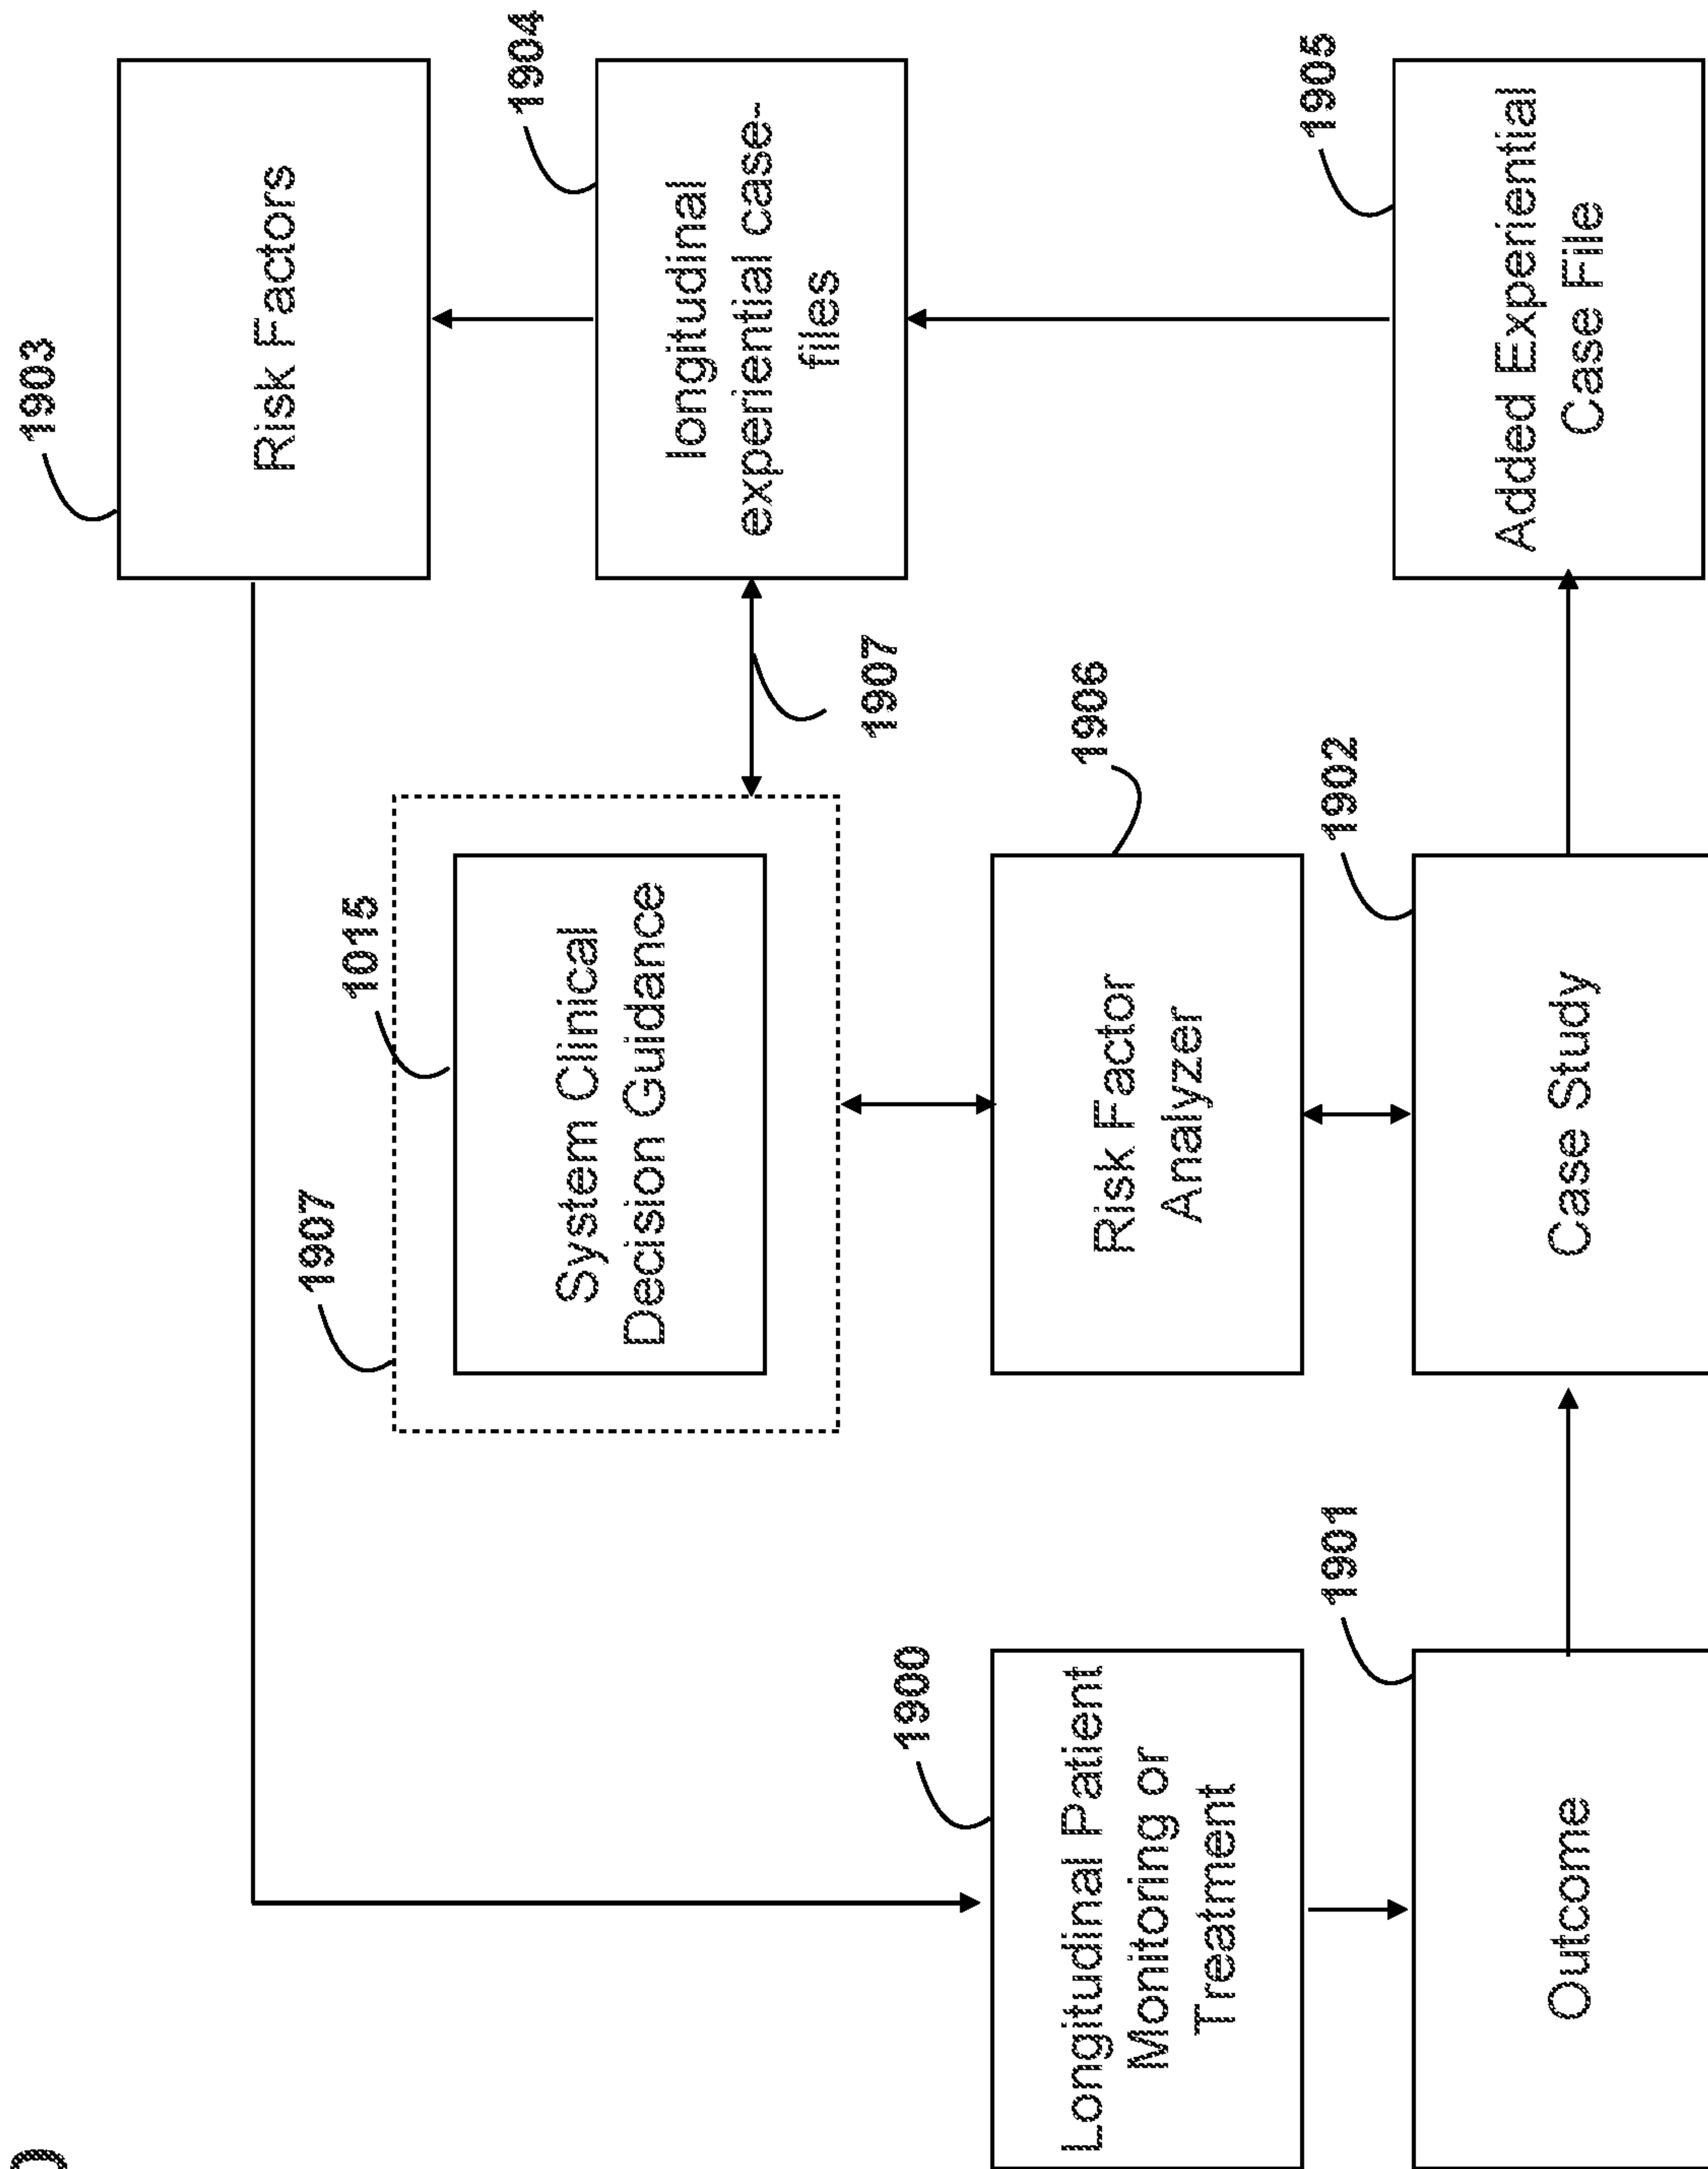 1903
Risk Factors
1907
1015
System Clinical
Decision Guidance
1904
longitudinal
experiential case-
files
1907
1900
Longitudinal Patient
Monitoring or
Treatment
1906
Risk Factor
Analyzer
1901
Outcome
1902
Case Study
1905
Added Experiential
Case File